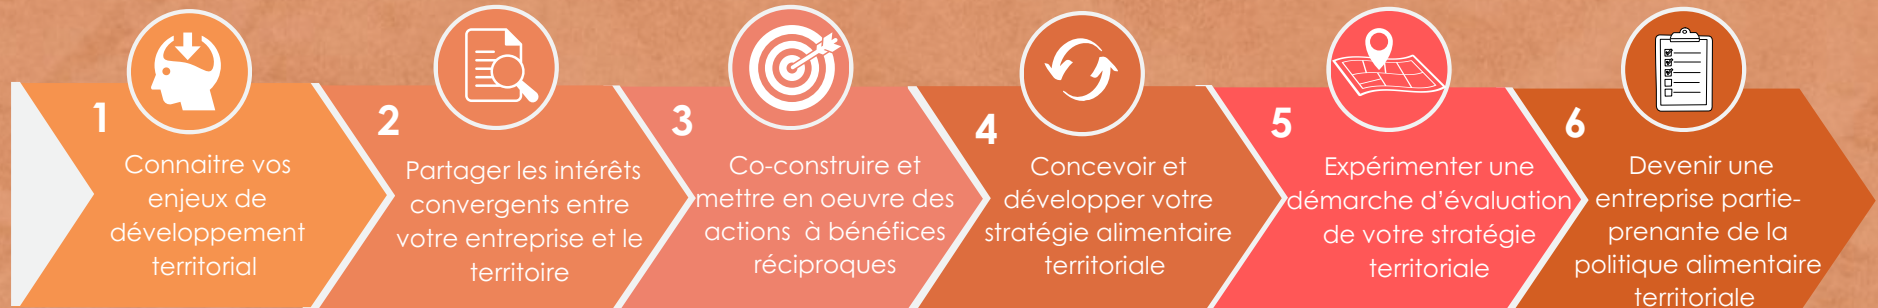 1
Connaitre vos
enjeux de
développement
territorial
2
Partager les intérêts
convergents entre
votre entreprise et le
territoire
3
Co-construire et
mettre en oeuvre des
actions à bénéfices
réciproques
4
Concevoir et
développer votre
stratégie alimentaire
territoriale
5
Expérimenter une
démarche d'évaluation
de votre stratégie
territoriale
6
Devenir une
entreprise partie-
prenante de la
politique alimentaire
territoriale